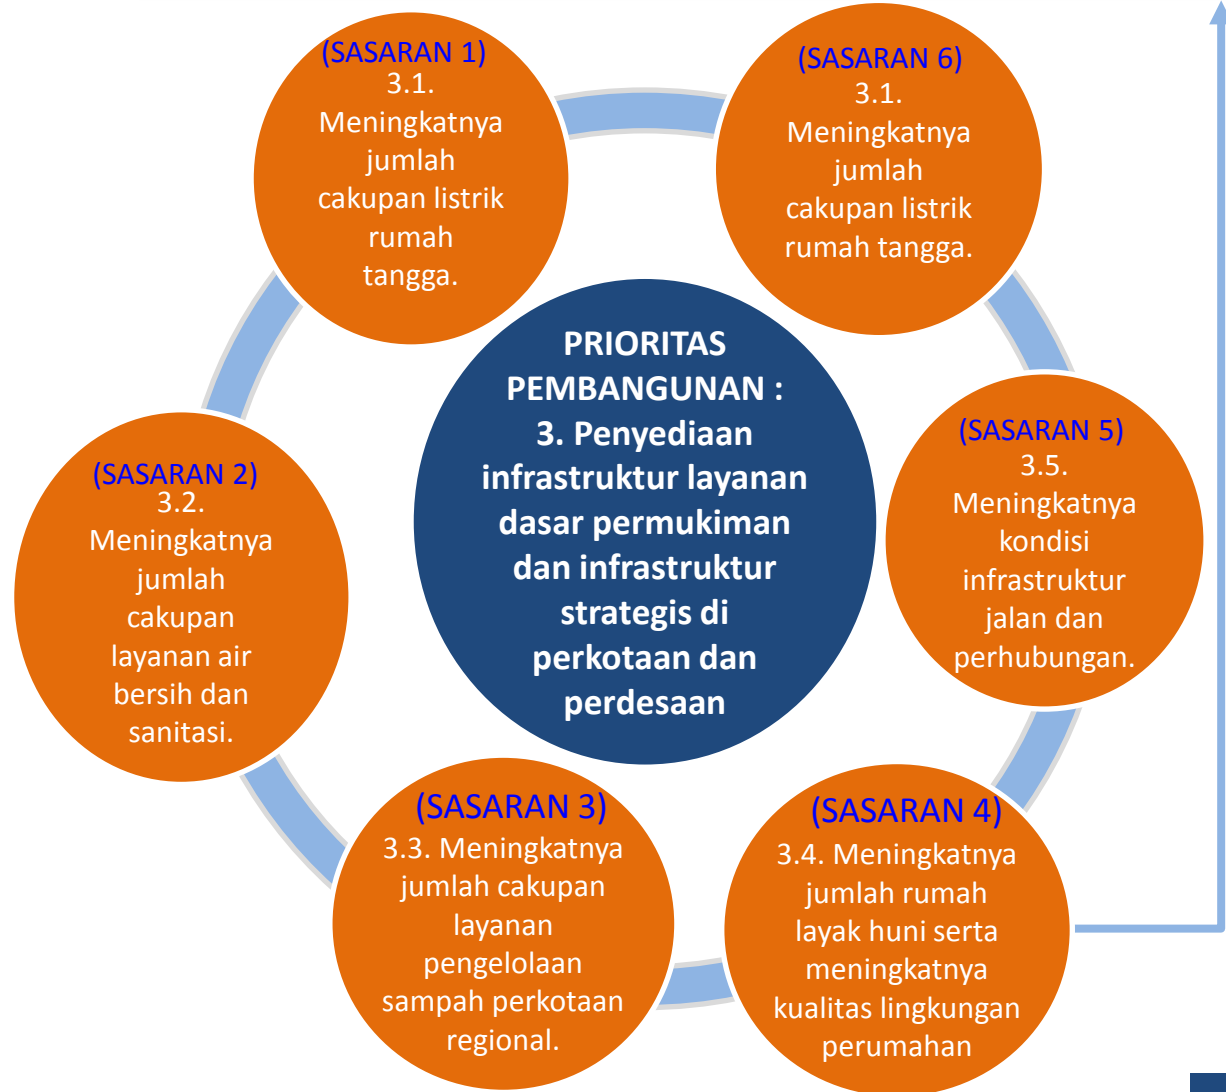 (SASARAN 1)
3.1.
Meningkatnya
jumlah
cakupan listrik
rumah
tangga.
(SASARAN 6)
3.1.
Meningkatnya
jumlah
cakupan listrik
rumah tangga.
PRIORITAS
PEMBANGUNAN :
3. Penyediaan
infrastruktur layanan
dasar permukiman
dan infrastruktur
strategis di
perkotaan dan
perdesaan
(SASARAN 2)
3.2.
Meningkatnya
jumlah
cakupan
layanan air
bersih dan
sanitasi.
(SASARAN 5)
3.5.
Meningkatnya
kondisi
infrastruktur
jalan dan
perhubungan.
(SASARAN 3)
3.3. Meningkatnya
jumlah cakupan
layanan
pengelolaan
sampah perkotaan
regional.
(SASARAN 4)
3.4. Meningkatnya
jumlah rumah
layak huni serta
meningkatnya
kualitas lingkungan
perumahan